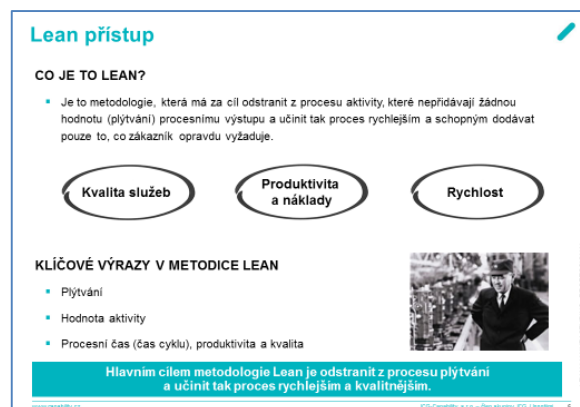 Lean přístup
CO JE TO LEAN?
Je to metodologie, která má za cíl odstranit z procesu aktivity, které nepřidávají žádnou
hodnotu (plýtvání) procesnímu výstupu a učinit tak proces rychlejším a schopným dodávat
pouze to, co zákazník opravdu vyžaduje.
Kvalita služeb
Produktivita
a náklady
Rychlost
KLÍČOVÉ VÝRAZY V METODICE LEAN
Plýtvání
Hodnota aktivity
Procesní čas (čas cyklu), produktivita a kvalita
Hlavním cílem metodologie Lean je odstranit z procesu plýtvání
a učinit tak proces rychlejším a kvalitnějším.